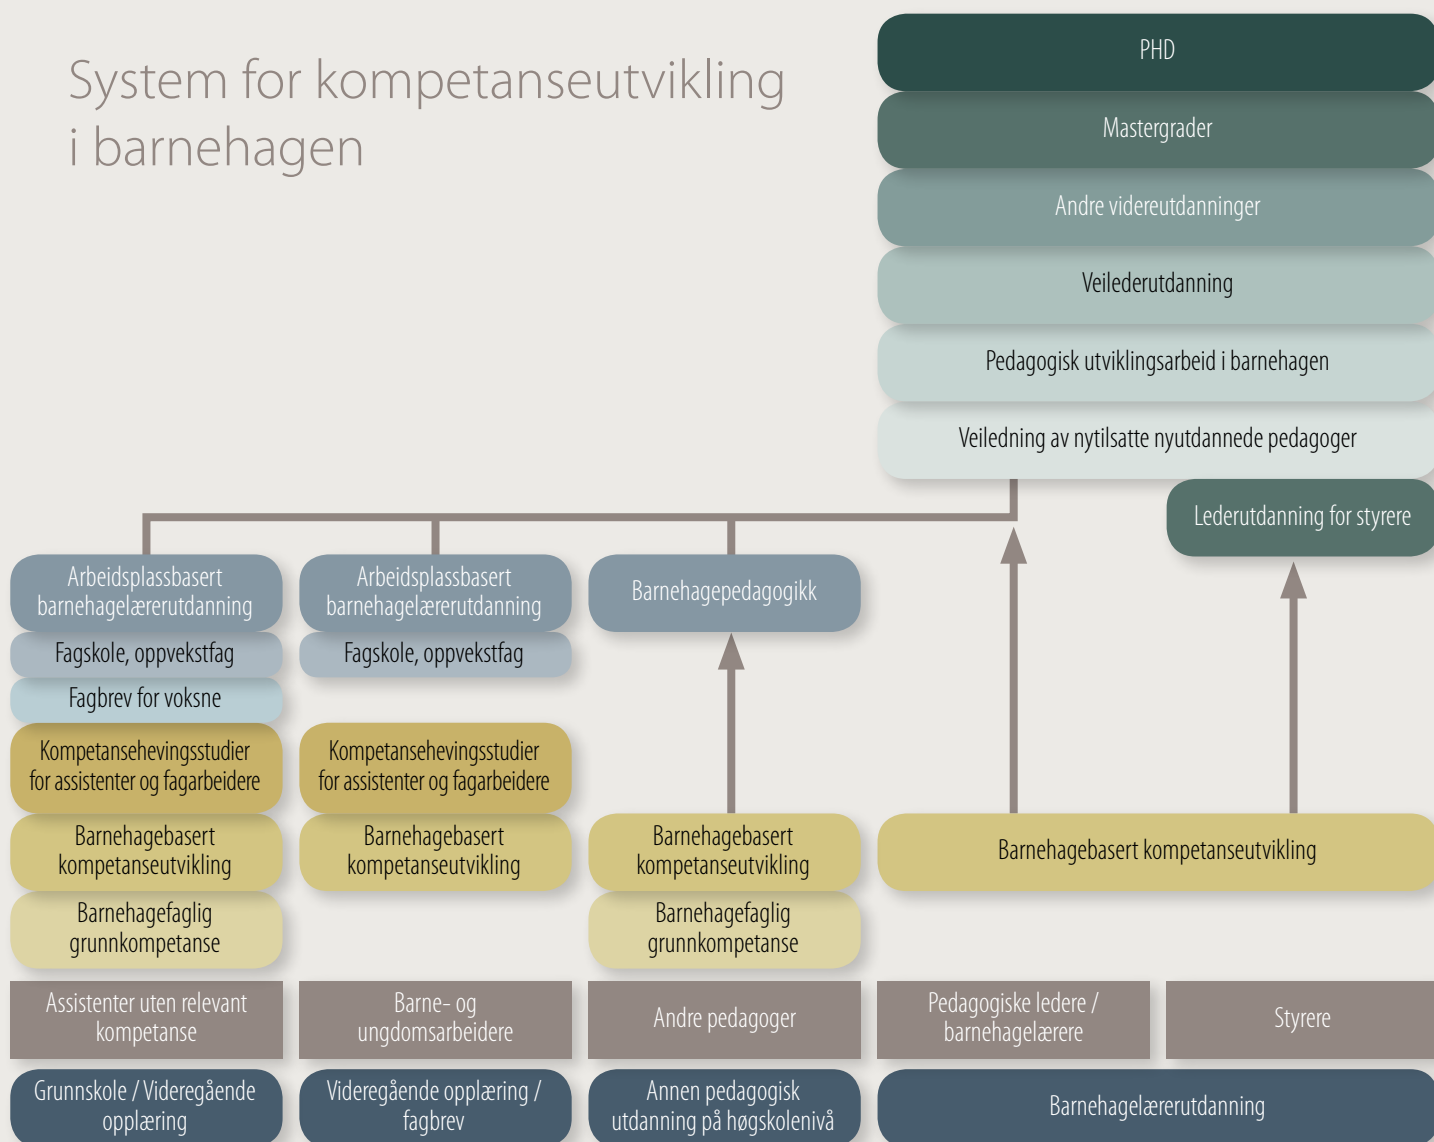 System for kompetanseutvikling
i barnehagen
PHD
Mastergrader
Andre videreutdanninger
Veilederutdanning
Pedagogisk utviklingsarbeid i barnehagen
Veiledning av nytilsatte nyutdannede pedagoger
Lederutdanning for styrere
Arbeidsplassbasert
barnehagelærerutdanning
Fagskole, oppvekstfag
Fagbrev for voksne
Kompetansehevingsstudier
for assistenter og fagarbeidere
Barnehagebasert
kompetanseutvikling
Barnehagefaglig
grunnkompetanse
Assistenter uten relevant
kompetanse
Grunnskole / Videregående
opplæring
Arbeidsplassbasert
barnehagelærerutdanning
Fagskole, oppvekstfag
Kompetansehevingsstudier
for assistenter og fagarbeidere
Barnehagebasert
kompetanseutvikling
Barne- og
ungdomsarbeidere
Videregående opplæring /
fagbrev
Barnehagepedagogikk
Barnehagebasert
kompetanseutvikling
Barnehagefaglig
grunnkompetanse
Andre pedagoger
Annen pedagogisk
utdanning på høgskolenivå
Barnehagebasert kompetanseutvikling
Pedagogiske ledere /
barnehagelærere
Styrere
Barnehagelærerutdanning